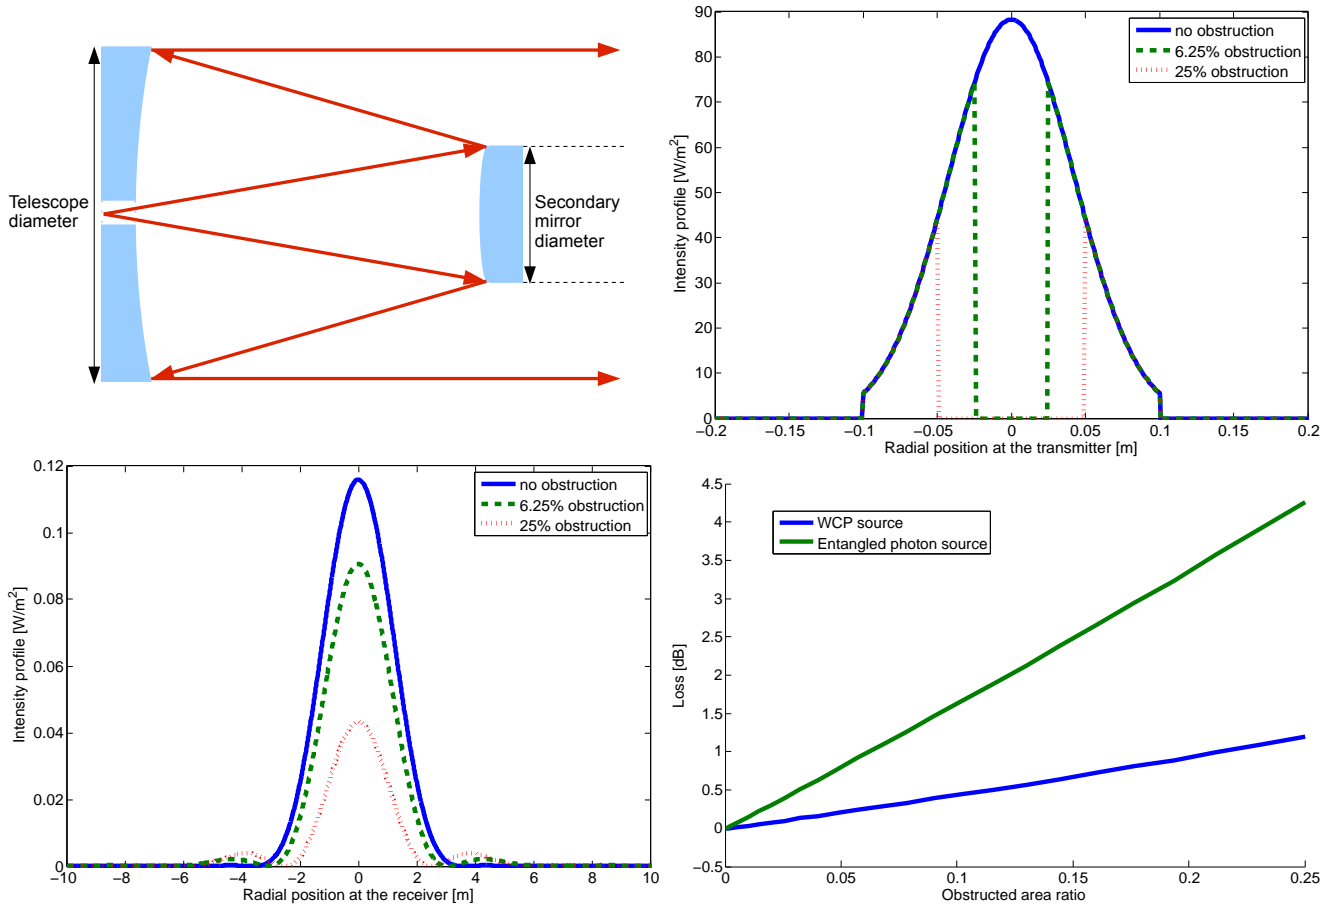 Telescope
diameter
Secondary
mirror
diameter
Intensity profile [W/m²]
90
80
70
60
50
40
30
20
10
0
−0.2 −0.15 −0.1 −0.05 0 0.05 0.1 0.15 0.2
Radial position at the transmitter [m]
no obstruction
6.25% obstruction
25% obstruction
Intensity profile [W/m²]
0.12
0.1
0.08
0.06
0.04
0.02
0
−10 −8 −6 −4 −2 0 2 4 6 8 10
Radial position at the receiver [m]
no obstruction
6.25% obstruction
25% obstruction
Loss [dB]
4.5
4
3.5
3
2.5
2
1.5
1
0.5
0
−0.5
0 0.05 0.1 0.15 0.2 0.25
Obstructed area ratio
WCP source
Entangled photon source